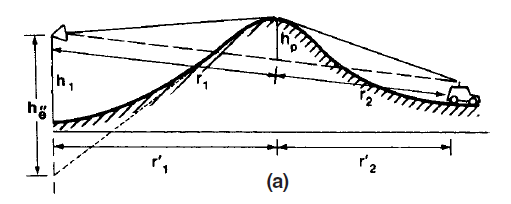 h₁
h"ₑ
r₁
hₚ
r₂
r'₁
r'₂
(a)